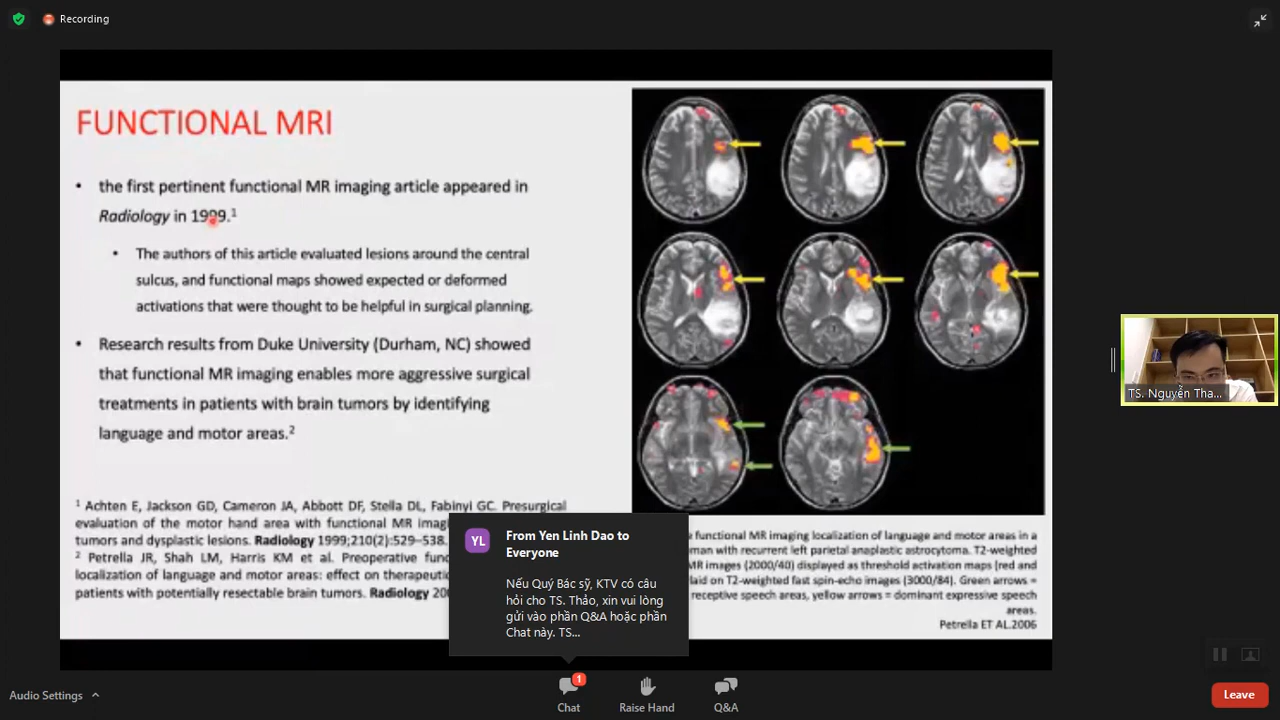 Recording
FUNCTIONAL MRI
• the first pertinent functional MR imaging article appeared in
Radiology in 1999.¹
• The authors of this article evaluated lesions around the central
sulcus, and functional maps showed expected or deformed
activations that were thought to be helpful in surgical planning.
• Research results from Duke University (Durham, NC) showed
that functional MR imaging enables more aggressive surgical
treatments in patients with brain tumors by identifying
language and motor areas.²
¹ Achten E, Jackson GD, Cameron JA, Abbott DF, Stella DL, Fabinyi GC. Presurgical
evaluation of the motor hand area with functional MR imagi
tumors and dysplastic lesions. Radiology 1999;210(2):529–538.
² Petrella JR, Shah LM, Harris KM et al. Preoperative func
localization of language and motor areas: effect on therapeutic
patients with potentially resectable brain tumors. Radiology 20
functional MR imaging localization of language and motor areas in a
man with recurrent left parietal anaplastic astrocytoma. T2-weighted
MR images (2000/40) displayed as threshold activation maps (red and
laid on T2-weighted fast spin-echo images (3000/84). Green arrows =
receptive speech areas, yellow arrows = dominant expressive speech
areas.
Petrella ET AL.2006
YL
From Yen Linh Dao to
Everyone
Nếu Quý Bác sỹ, KTV có câu
hỏi cho TS. Thảo, xin vui lòng
gửi vào phần Q&A hoặc phần
Chat này. TS...
TS. Nguyễn Tha...
Audio Settings
1
Chat
Raise Hand
Q&A
Leave